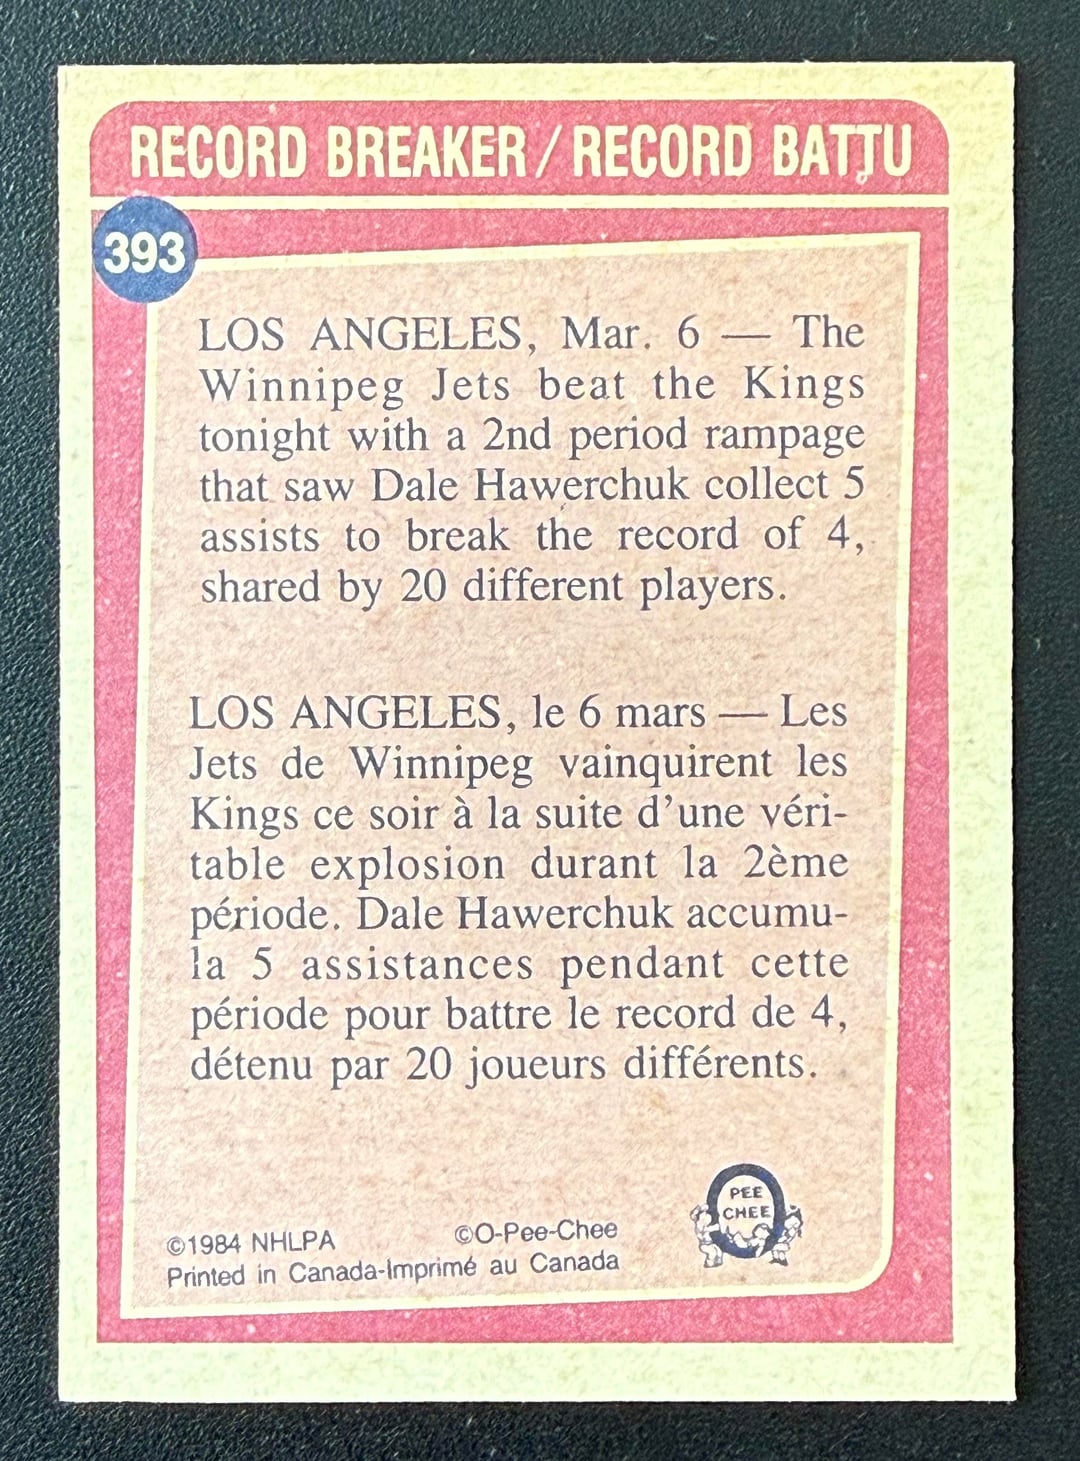 RECORD BREAKER / RECORD BATTU
393
LOS ANGELES, Mar. 6 — The
Winnipeg Jets beat the Kings
tonight with a 2nd period rampage
that saw Dale Hawerchuk collect 5
assists to break the record of 4,
shared by 20 different players.
LOS ANGELES, le 6 mars — Les
Jets de Winnipeg vainquirent les
Kings ce soir à la suite d'une véri-
table explosion durant la 2ème
période. Dale Hawerchuk accumu-
la 5 assistances pendant cette
période pour battre le record de 4,
détenu par 20 joueurs différents.
©1984 NHLPA ©O-Pee-Chee
Printed in Canada-Imprimé au Canada
PEE
CHEE